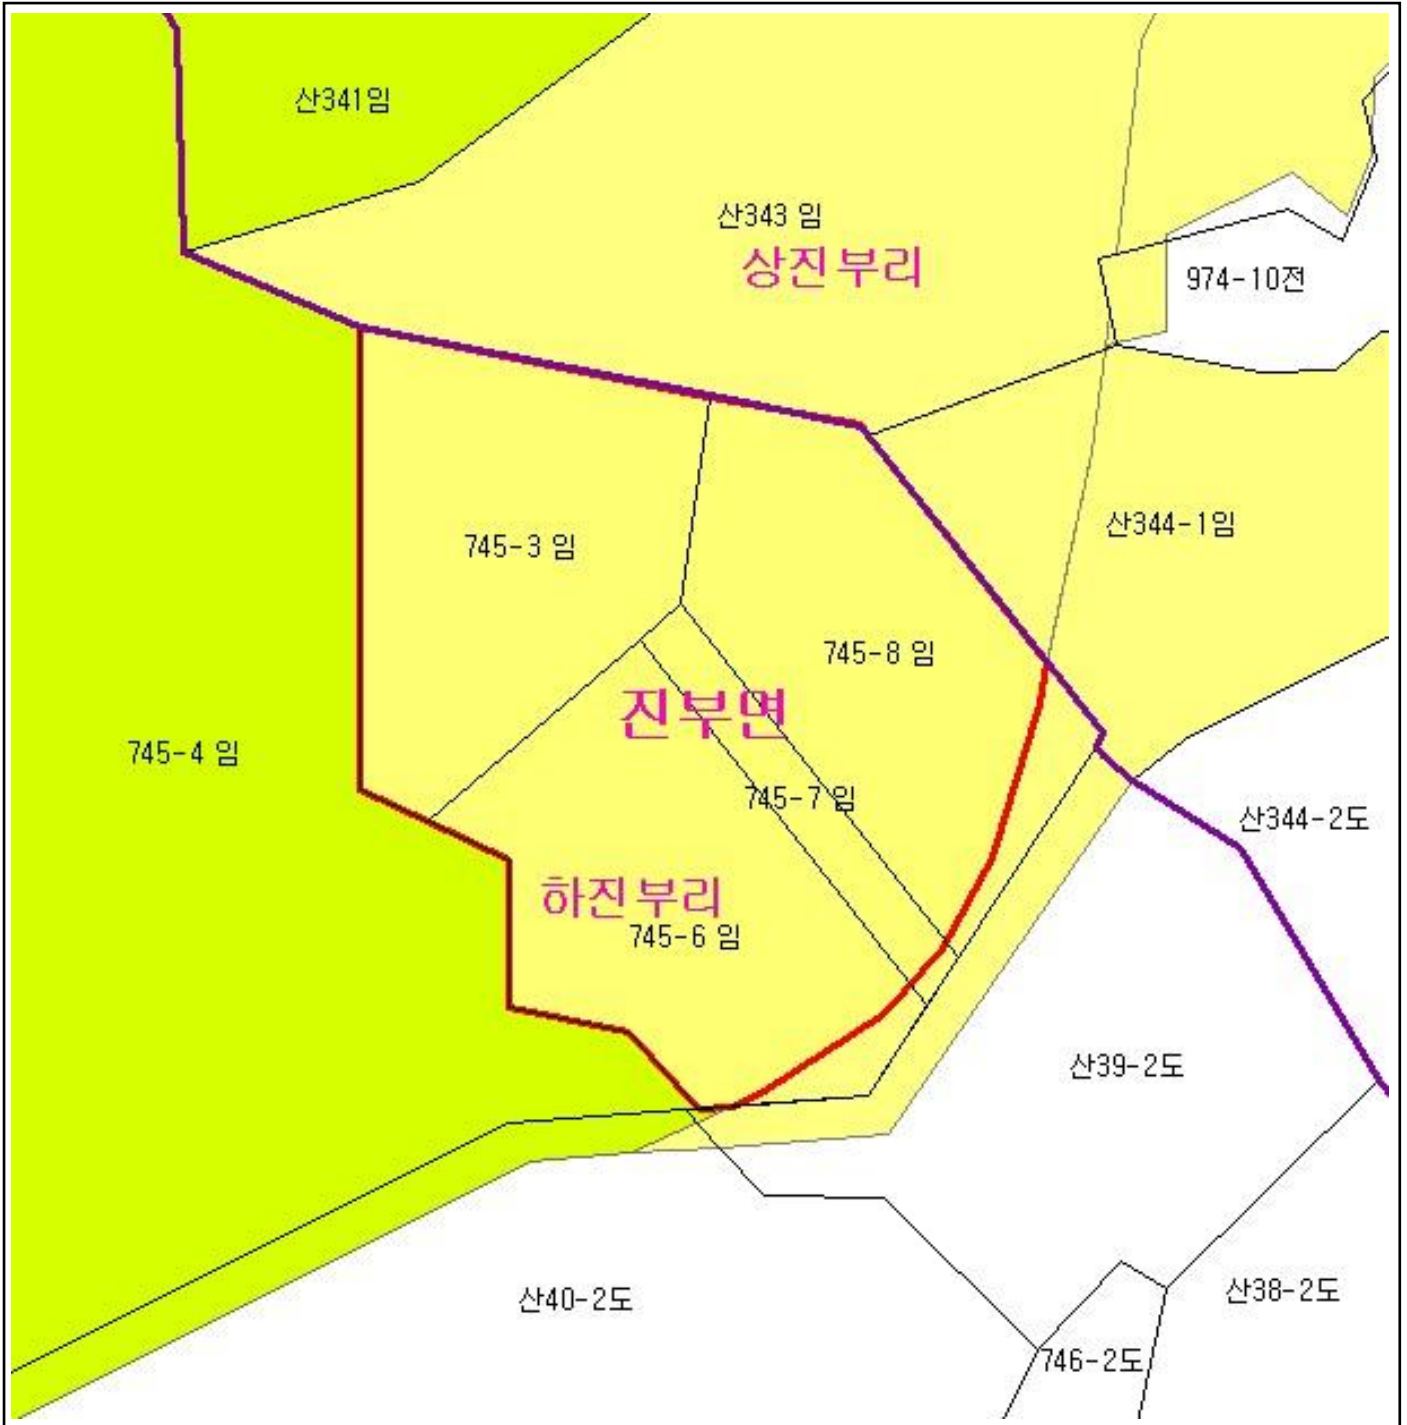 산341임
산343 임
상진부리
974-10전
산344-1임
745-3 임
745-8 임
진부면
745-4 임
745-7 임
산344-2도
하진부리
745-6 임
산39-2도
산40-2도
산38-2도
746-2도